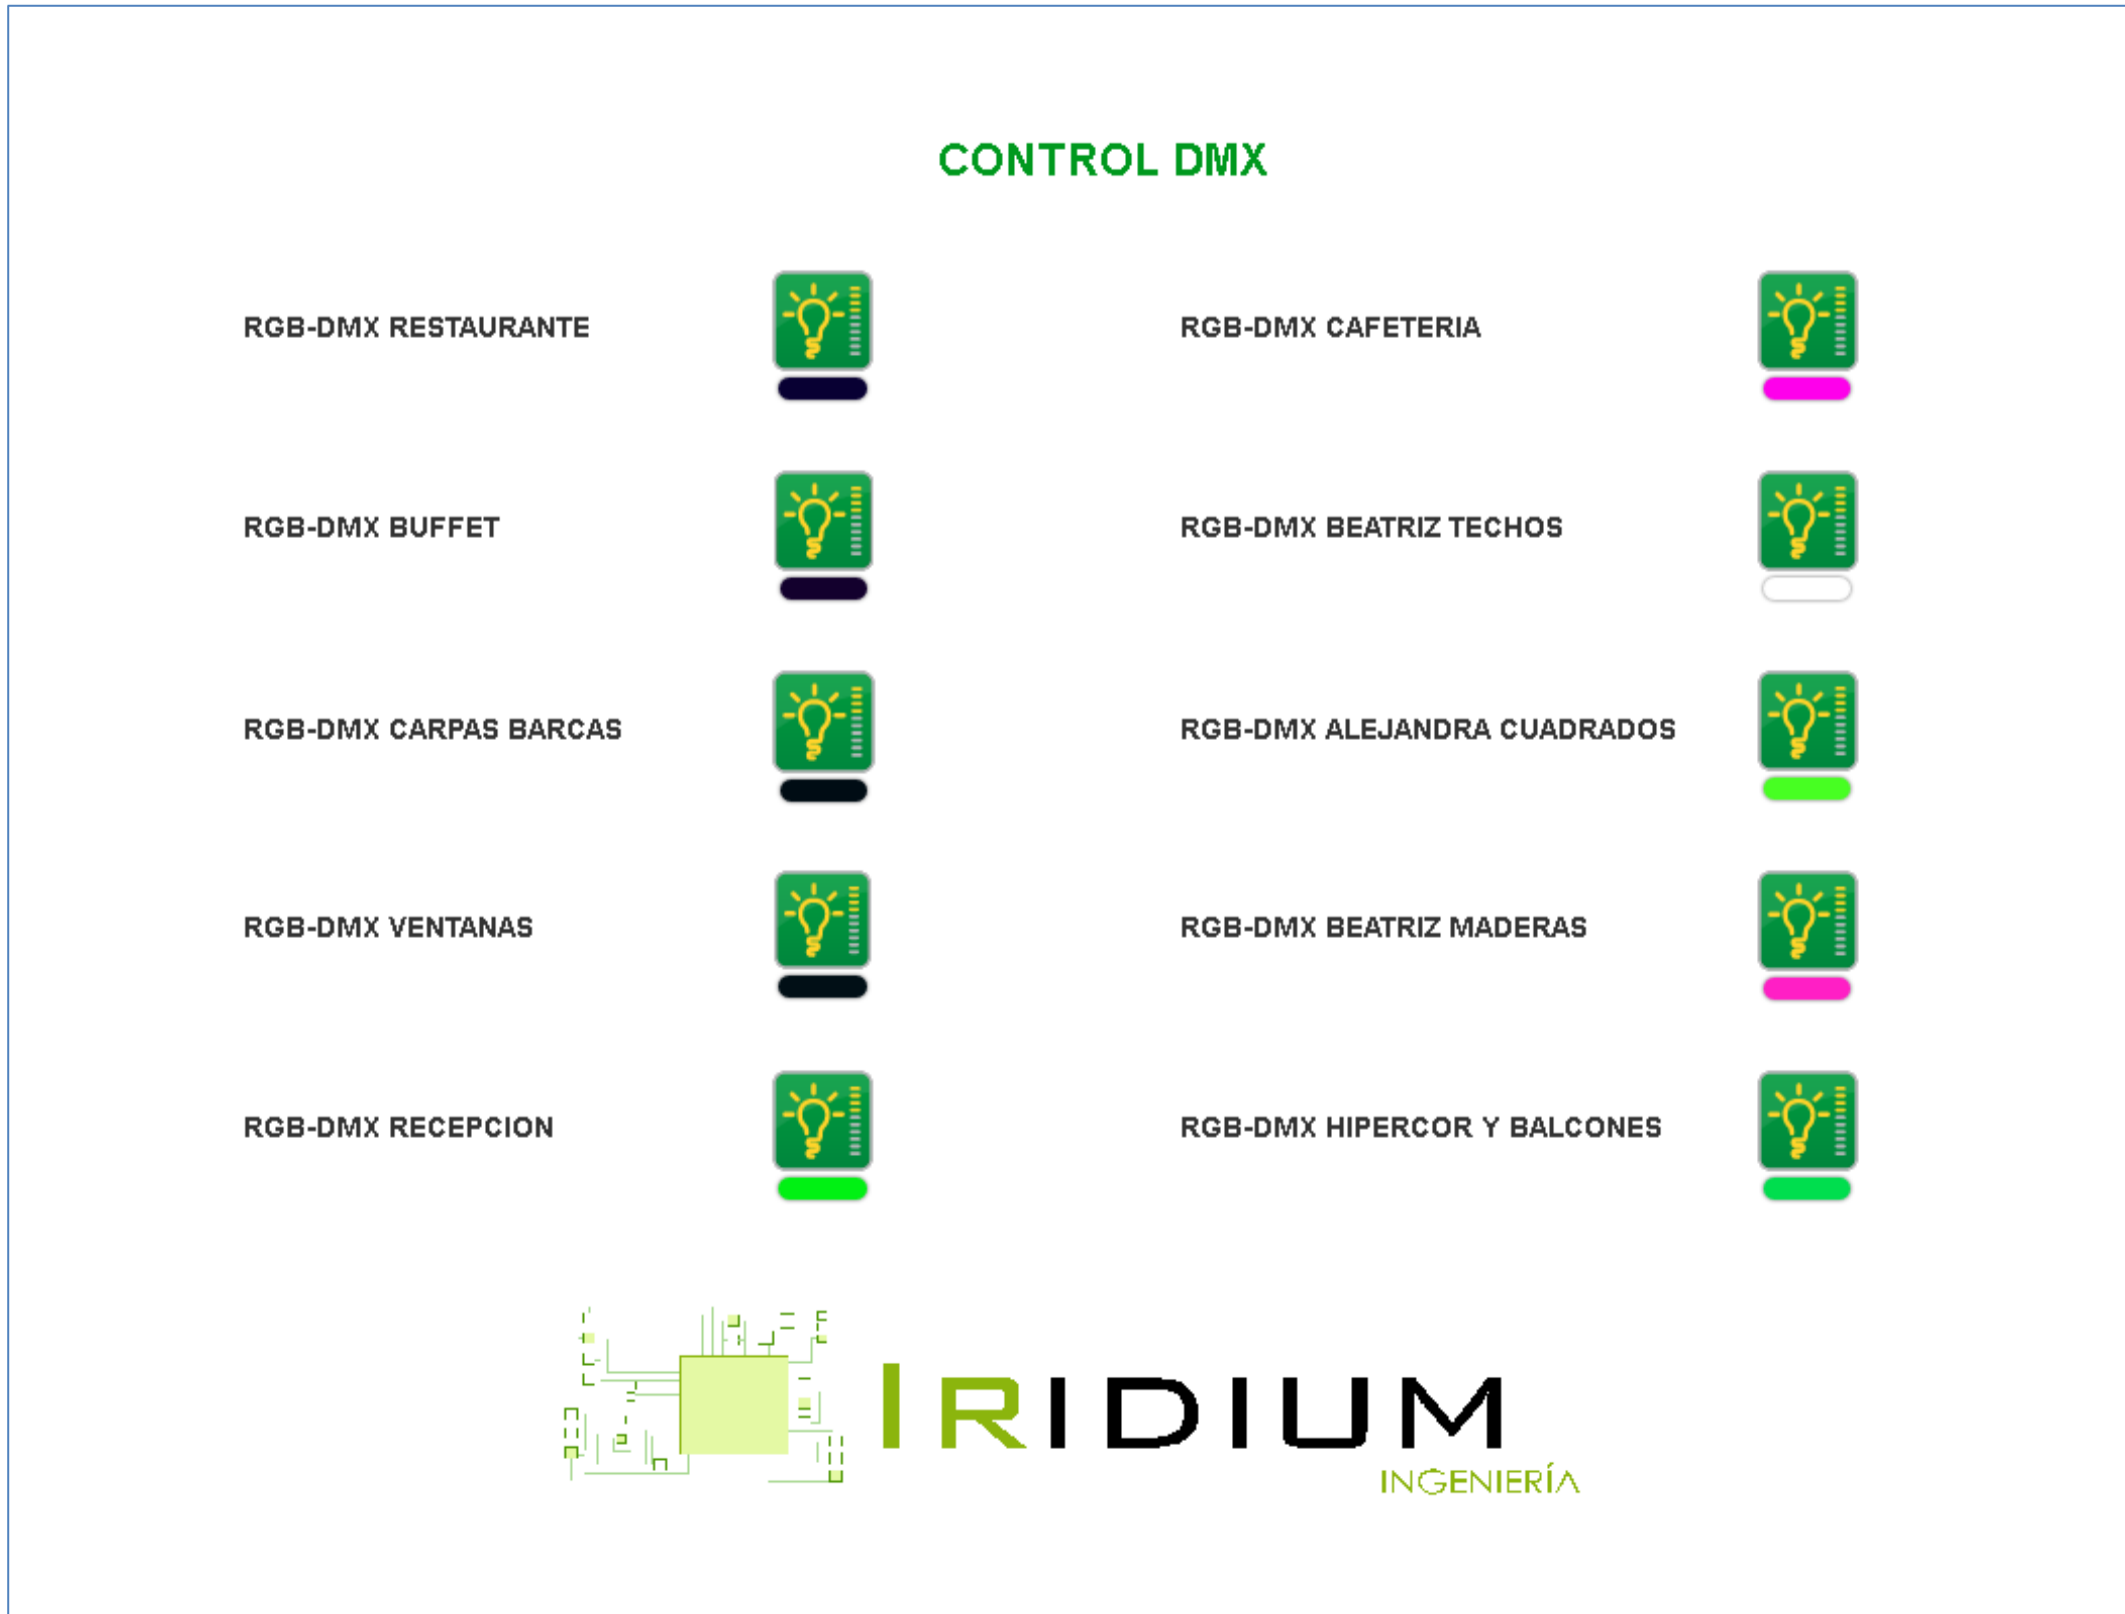 CONTROL DMX
RGB-DMX RESTAURANTE
RGB-DMX CAFETERIA
RGB-DMX BUFFET
RGB-DMX BEATRIZ TECHOS
RGB-DMX CARPAS BARCAS
RGB-DMX ALEJANDRA CUADRADOS
RGB-DMX VENTANAS
RGB-DMX BEATRIZ MADERAS
RGB-DMX RECEPCION
RGB-DMX HIPERCOR Y BALCONES
IRIDIUM
INGENIERÍA